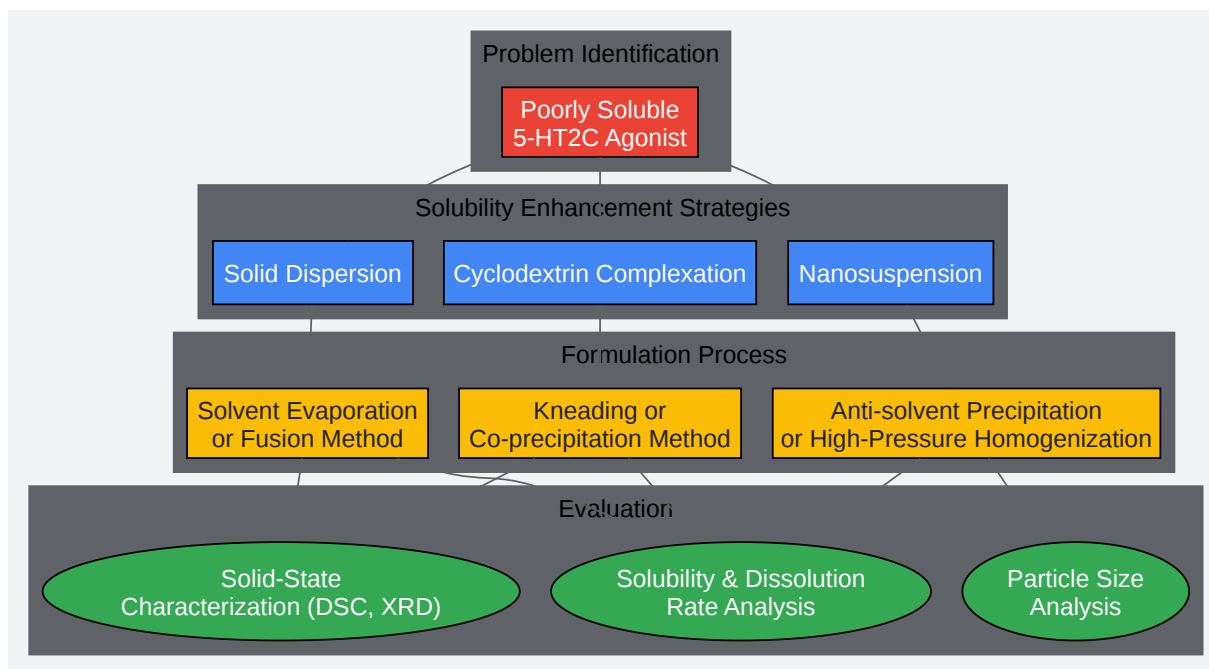 Problem Identification
Poorly Soluble
5-HT2C Agonist
Solubility Enhancement Strategies
Solid Dispersion
Cyclodextrin Complexation
Nanosuspension
Formulation Process
Solvent Evaporation
or Fusion Method
Kneading or
Co-precipitation Method
Anti-solvent Precipitation
or High-Pressure Homogenization
Evaluation
Solid-State
Characterization (DSC, XRD)
Solubility & Dissolution
Rate Analysis
Particle Size
Analysis